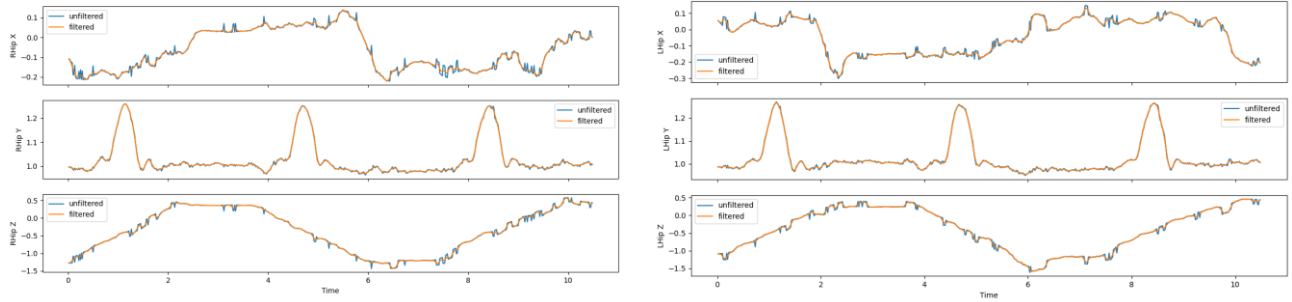 RHip X
0.1
0.0
−0.1
−0.2
unfiltered
filtered
RHip Y
1.2
1.1
1.0
unfiltered
filtered
RHip Z
0.5
0.0
−0.5
−1.0
−1.5
unfiltered
filtered
0
2
4
6
8
10
Time
LHip X
0.1
0.0
−0.1
−0.2
−0.3
unfiltered
filtered
LHip Y
1.2
1.1
1.0
unfiltered
filtered
LHip Z
0.5
0.0
−0.5
−1.0
−1.5
unfiltered
filtered
0
2
4
6
8
10
Time